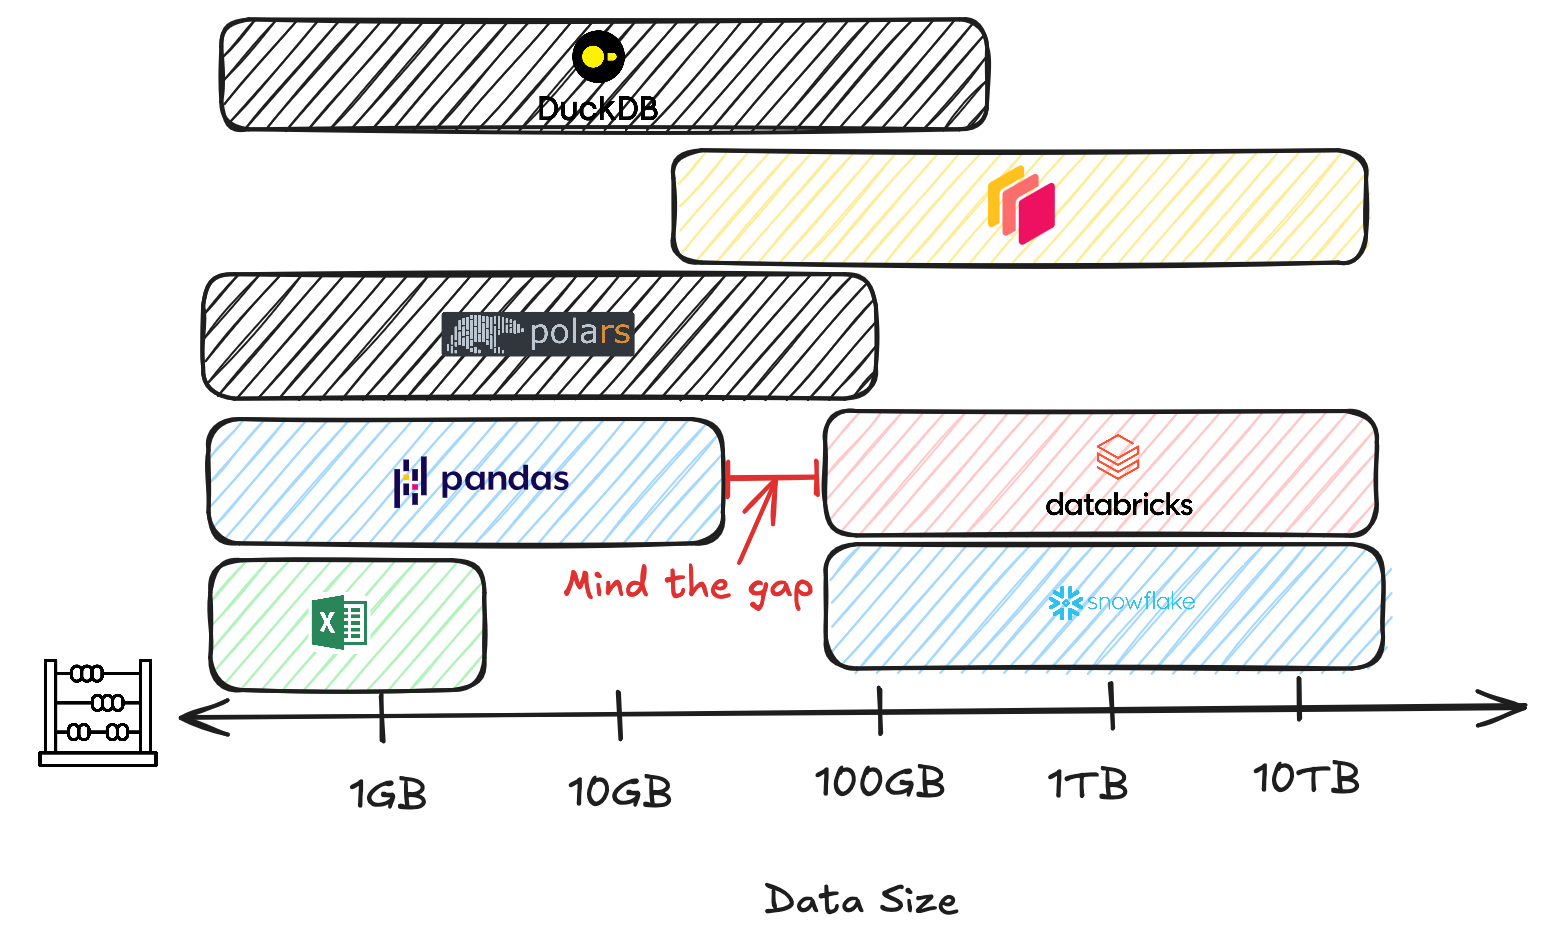 DuckDB
polars
pandas
databricks
Mind the gap
X
snowflake
1GB
10GB
100GB
1TB
10TB
Data Size